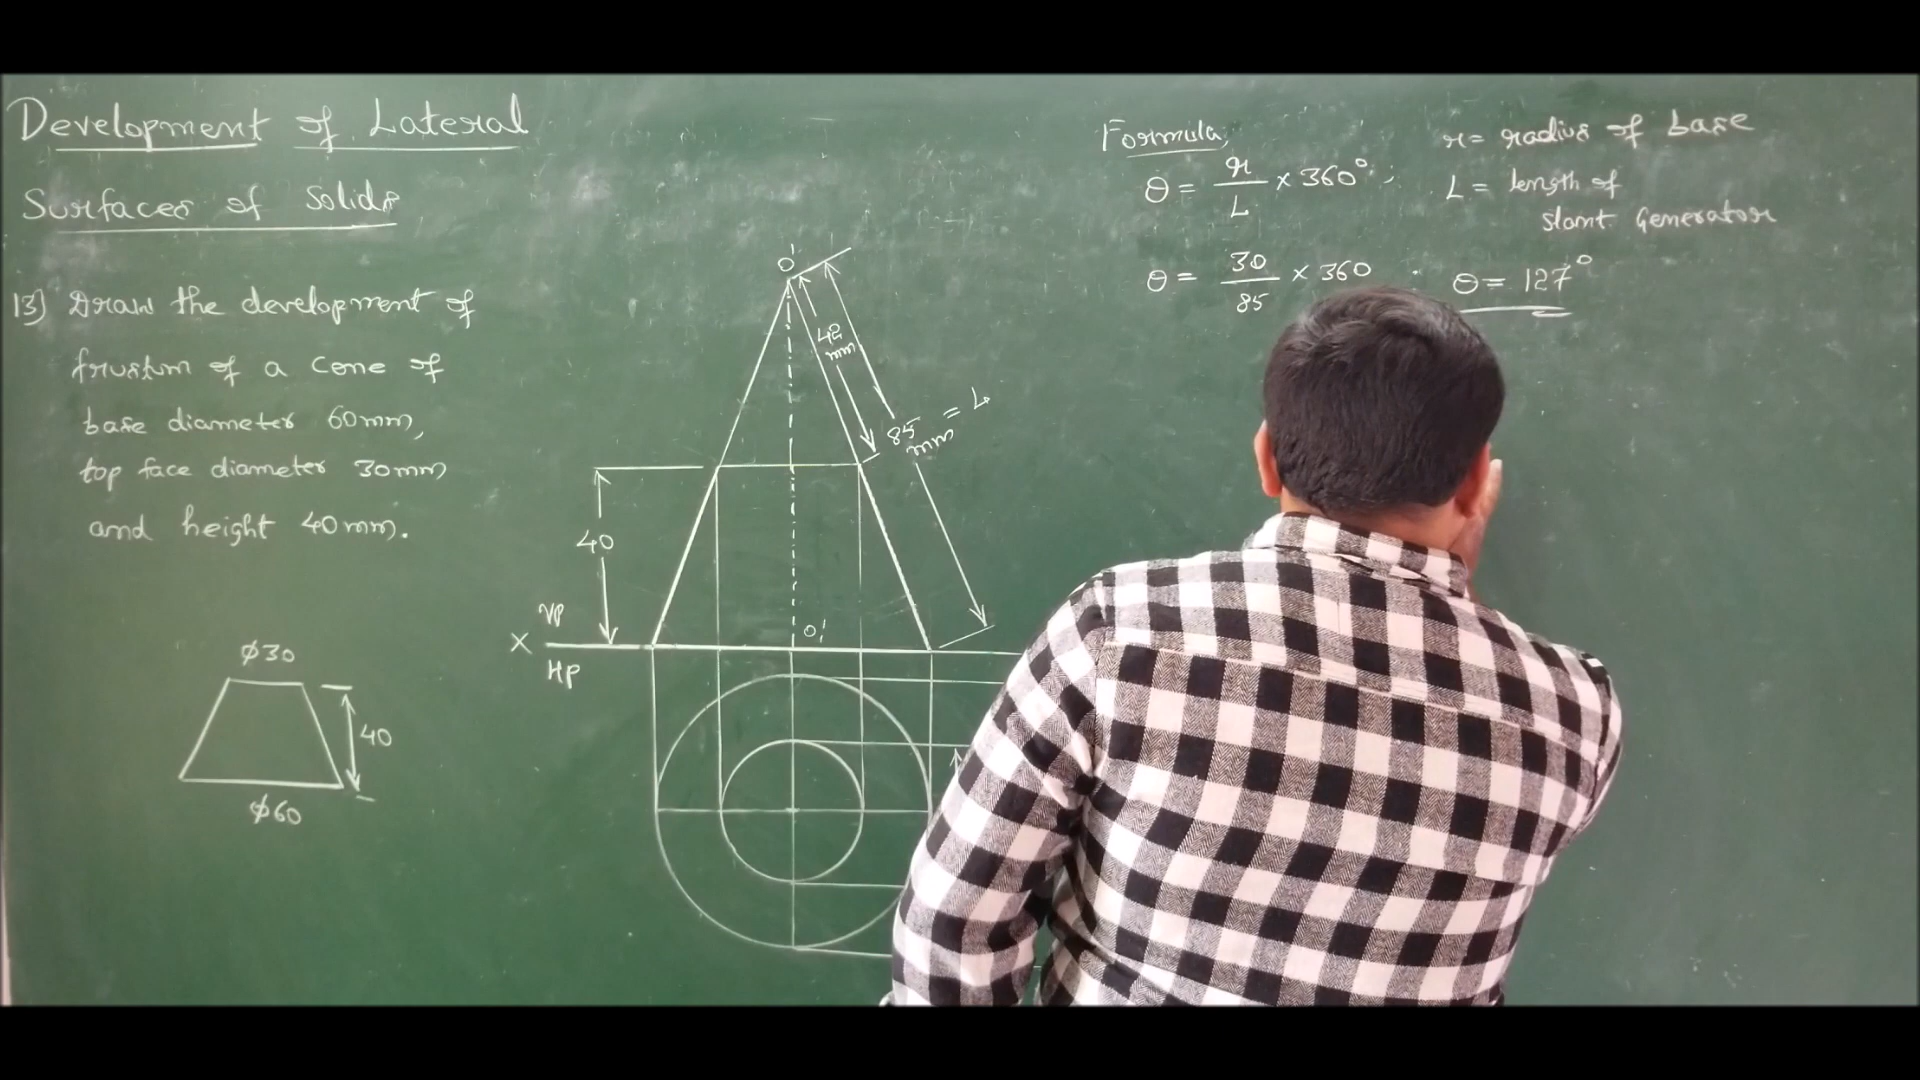 Development of Lateral
Surfaces of Solids
13) Draw the development of
frustum of a cone of
base diameter 60mm,
top face diameter 30mm
and height 40mm.
ϕ30
40
ϕ60
O'
42
mm
85 = L
mm
40
VP
X
HP
O'
Formula,
θ = r/L × 360°
r = radius of base
L = length of
slant Generator
θ = 30/85 × 360
θ = 127°